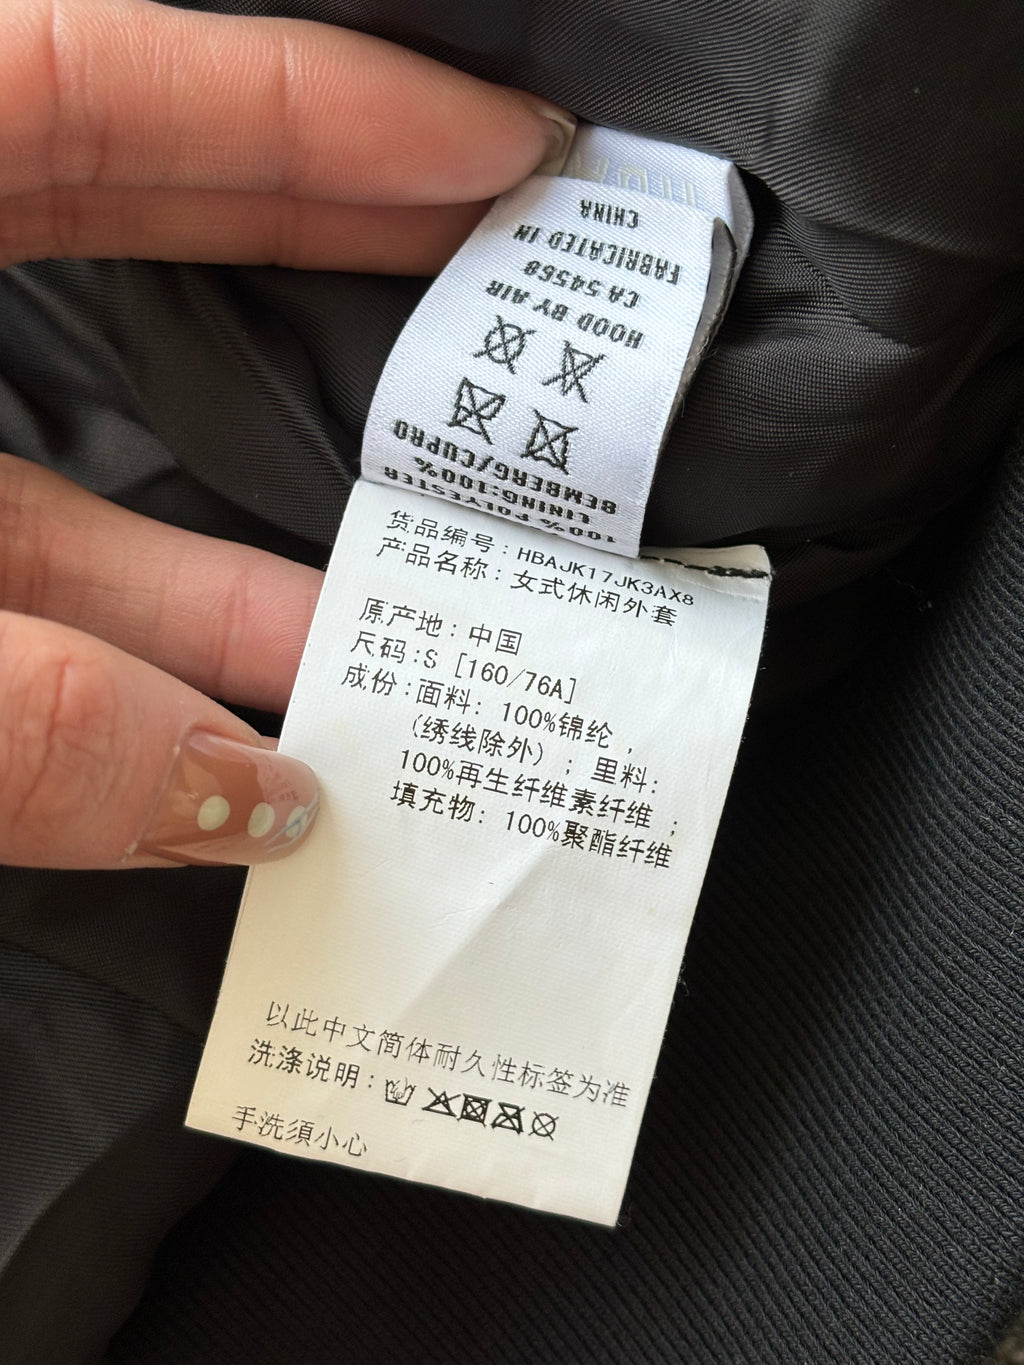 100% POLYESTER
LINING:100%
BEMBERG/CUPRO
HOOD BY AIR
CA 54568
FABRICATED IN
CHINA
货品编号：HBAJK17JK3AX8
产品名称：女式休闲外套
原产地：中国
尺码：S [160/76A]
成份：面料：100%锦纶，
（绣线除外）；里料：
100%再生纤维素纤维；
填充物：100%聚酯纤维
以此中文简体耐久性标签为准
洗涤说明：
手洗須小心